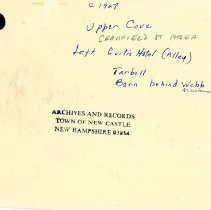 c 1907
Upper Cove
CRANFIELD ST AREA
Left Curtis Hotel (Alley)
Tarbell
Barn behind Webb
ARCHIVES AND RECORDS
TOWN OF NEW CASTLE
NEW HAMPSHIRE 03854